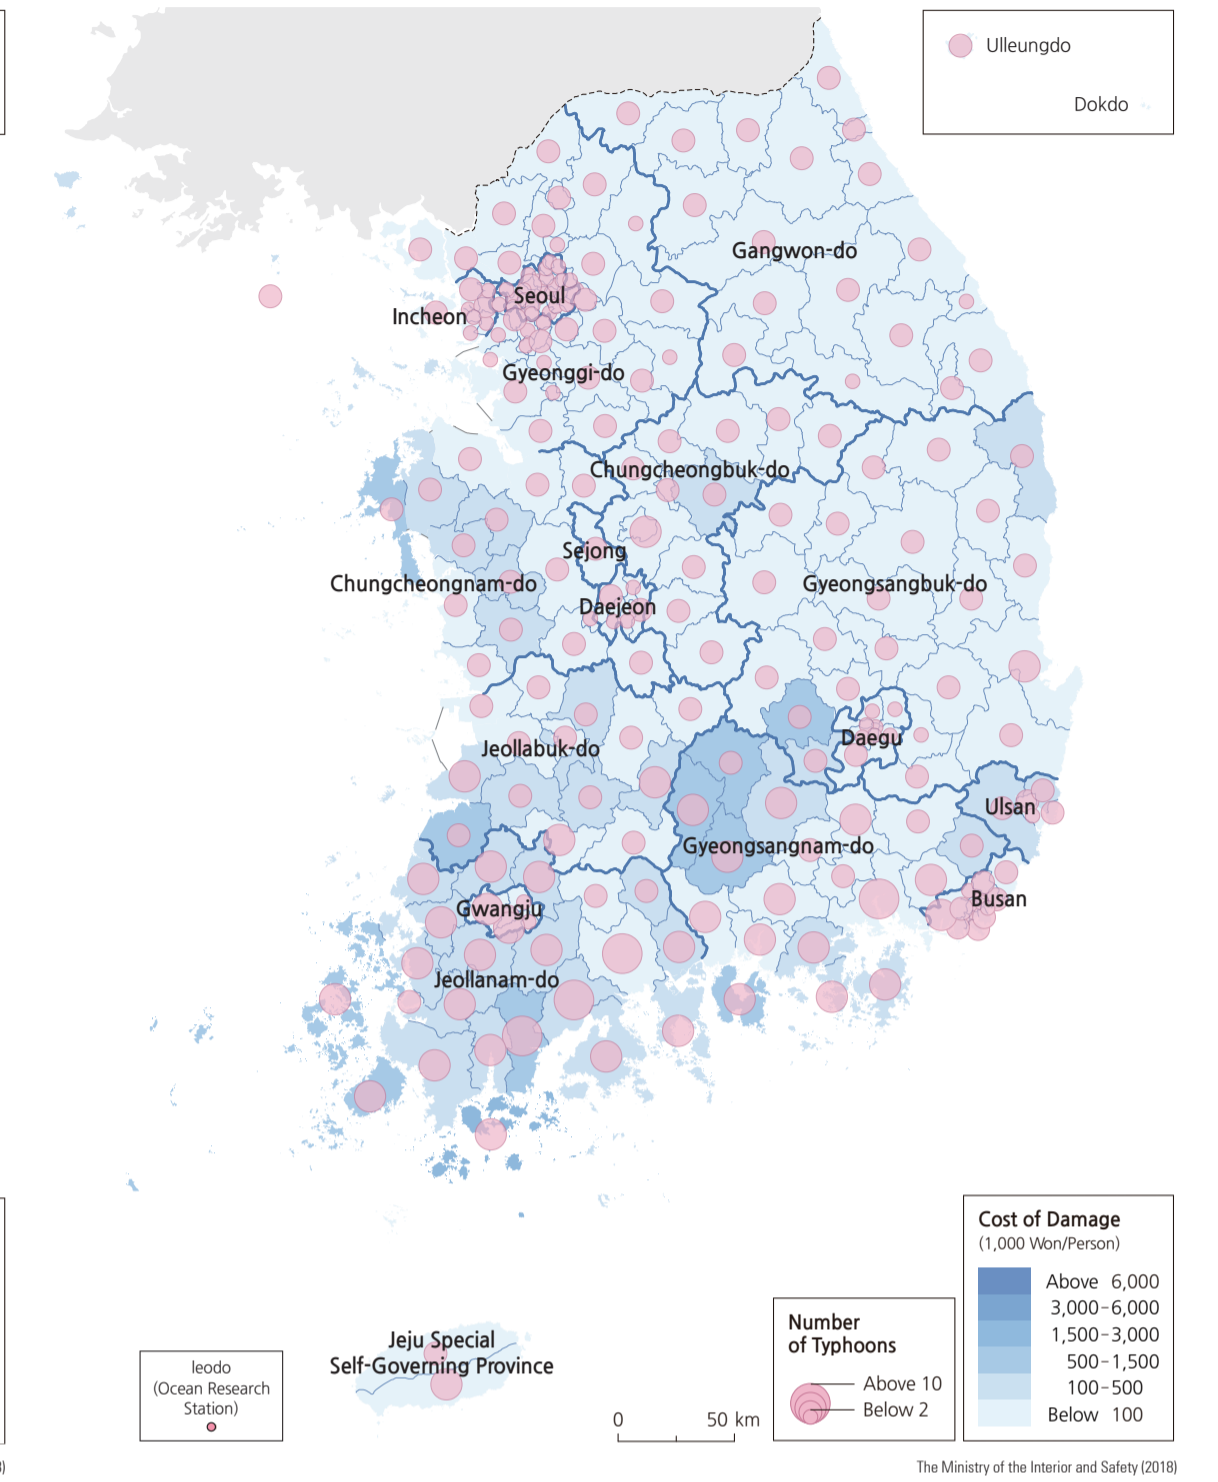 Ulleungdo
Dokdo
Gangwon-do
Seoul
Incheon
Gyeonggi-do
Chungcheongbuk-do
Sejong
Chungcheongnam-do
Gyeongsangbuk-do
Daejeon
Daegu
Jeollabuk-do
Ulsan
Gyeongsangnam-do
Busan
Gwangju
Jeollanam-do
Jeju Special
Self-Governing Province
Ieodo
(Ocean Research
Station)
0 50 km
Number
of Typhoons
Above 10
Below 2
Cost of Damage
(1,000 Won/Person)
Above 6,000
3,000–6,000
1,500–3,000
500–1,500
100–500
Below 100
3)
The Ministry of the Interior and Safety (2018)